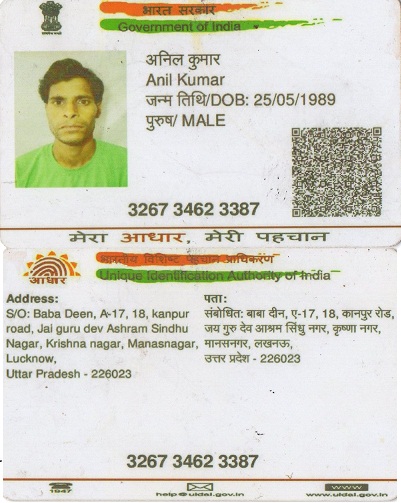 भारत सरकार
Government of India
अनिल कुमार
Anil Kumar
जन्म तिथि/DOB: 25/05/1989
पुरुष/ MALE
3267 3462 3387
मेरा आधार, मेरी पहचान
भारतीय विशिष्ट पहचान प्राधिकरण
Unique Identification Authority of India
आधार
Address:
S/O: Baba Deen, A-17, 18, kanpur
road, Jai guru dev Ashram Sindhu
Nagar, Krishna nagar, Manasnagar,
Lucknow,
Uttar Pradesh - 226023
पता:
संबोधित: बाबा दीन, ए-17, 18, कानपुर रोड,
जय गुरु देव आश्रम सिंधु नगर, कृष्णा नगर,
मानसनगर, लखनऊ,
उत्तर प्रदेश - 226023
3267 3462 3387
1947
help@uidai.gov.in
www.uidai.gov.in